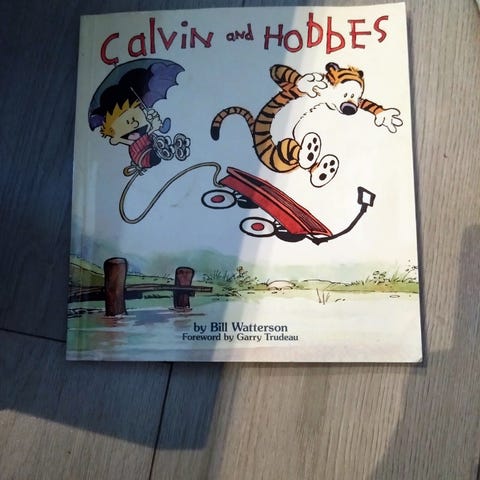 Calvin and HOBBES
by Bill Watterson
Foreword by Garry Trudeau